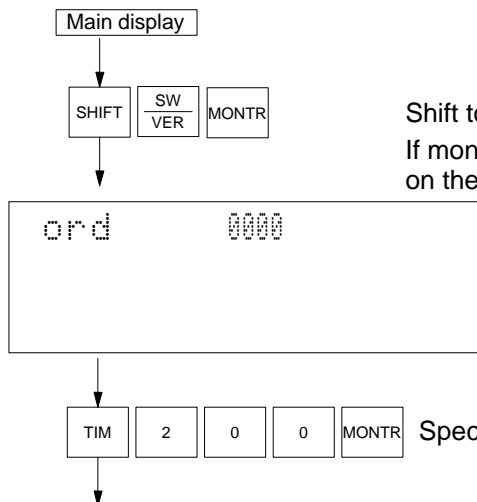 Main display
SHIFT SW VER MONTR
Shift to
If mon
on the
ord 0000
TIM 2 0 0 MONTR Spec